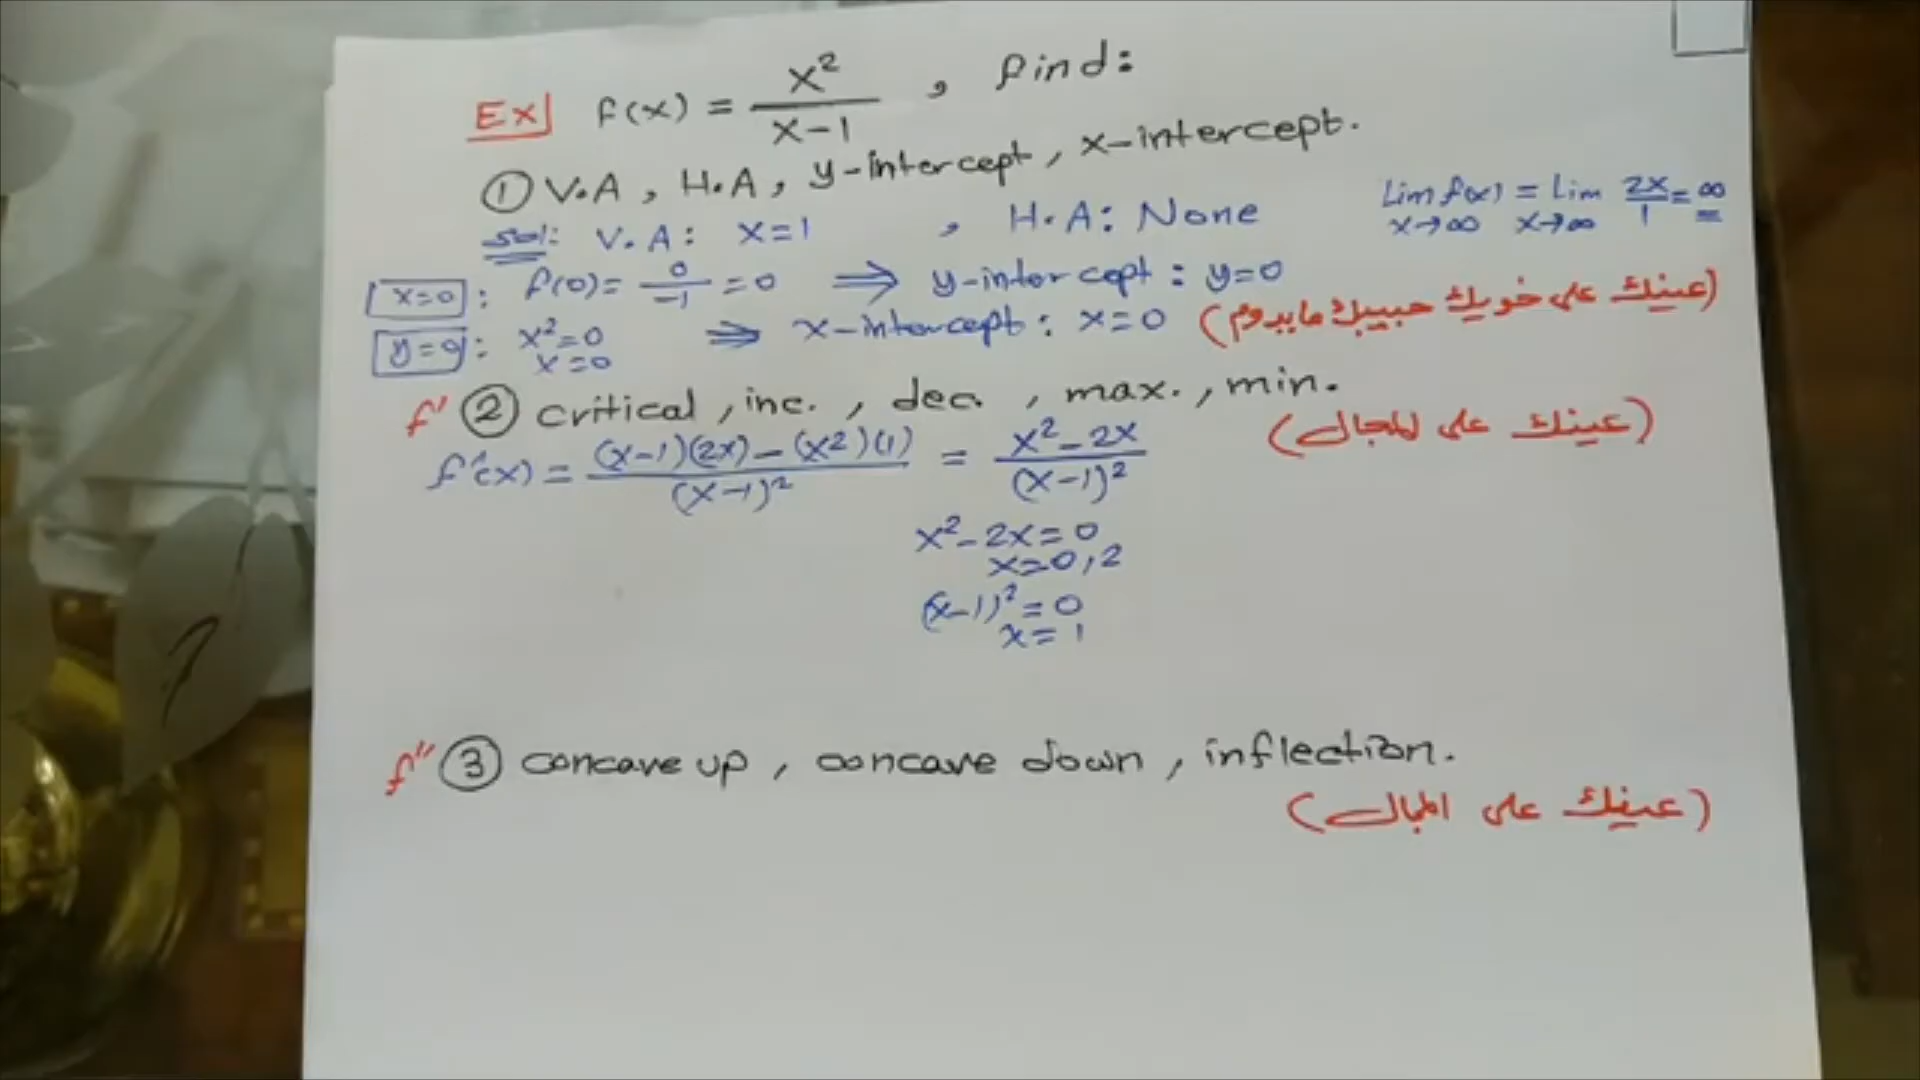 Ex] f(x) = x²/(x-1) , find:
① V.A , H.A , y-intercept , x-intercept.
Sol: V.A: x=1 , H.A: None
Lim f(x) = Lim 2x/1 = ∞
x→∞ x→∞
x=0 : f(0) = 0/-1 = 0 ⇒ y-intercept : y=0
y=0 : x²=0 ⇒ x-intercept: x=0 (عينك على خويك حبيبك مايدوم)
x=0
f' ② critical , inc. , dec. , max. , min.
(عينك على المجال)
f'(x) = ((x-1)(2x) - (x²)(1))/(x-1)² = (x²-2x)/(x-1)²
x²-2x=0
x=0,2
(x-1)²=0
x=1
f'' ③ concave up , concave down , inflection.
(عينك على المجال)